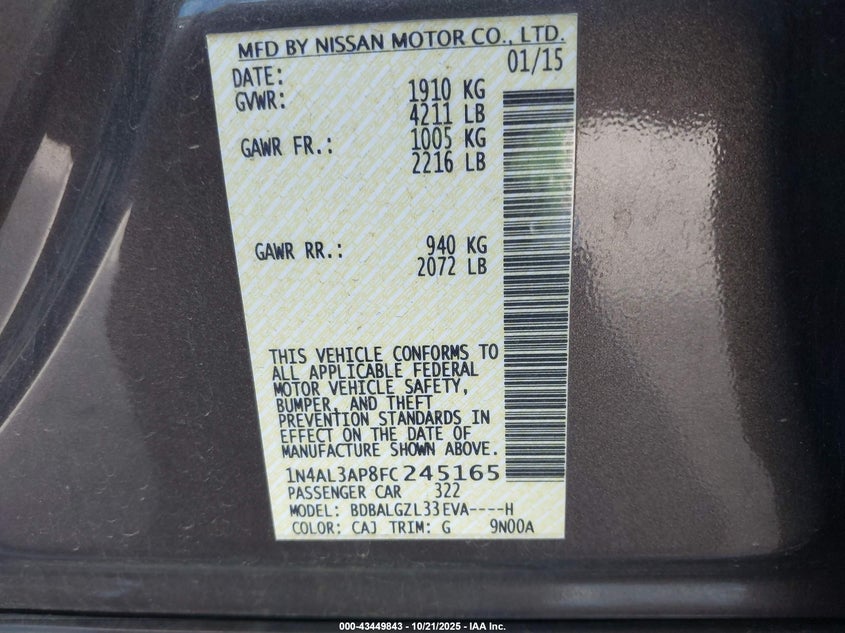 MFD BY NISSAN MOTOR CO., LTD.
DATE: 01/15
GVWR: 1910 KG
4211 LB
GAWR FR.: 1005 KG
2216 LB
GAWR RR.: 940 KG
2072 LB
THIS VEHICLE CONFORMS TO
ALL APPLICABLE FEDERAL
MOTOR VEHICLE SAFETY,
BUMPER, AND THEFT
PREVENTION STANDARDS IN
EFFECT ON THE DATE OF
MANUFACTURE SHOWN ABOVE.
1N4AL3AP8FC245165
PASSENGER CAR 322
MODEL: BDBALGZL33EVA----H
COLOR: CAJ TRIM: G 9N00A
000-43449843 - 10/21/2025 - IAA Inc.